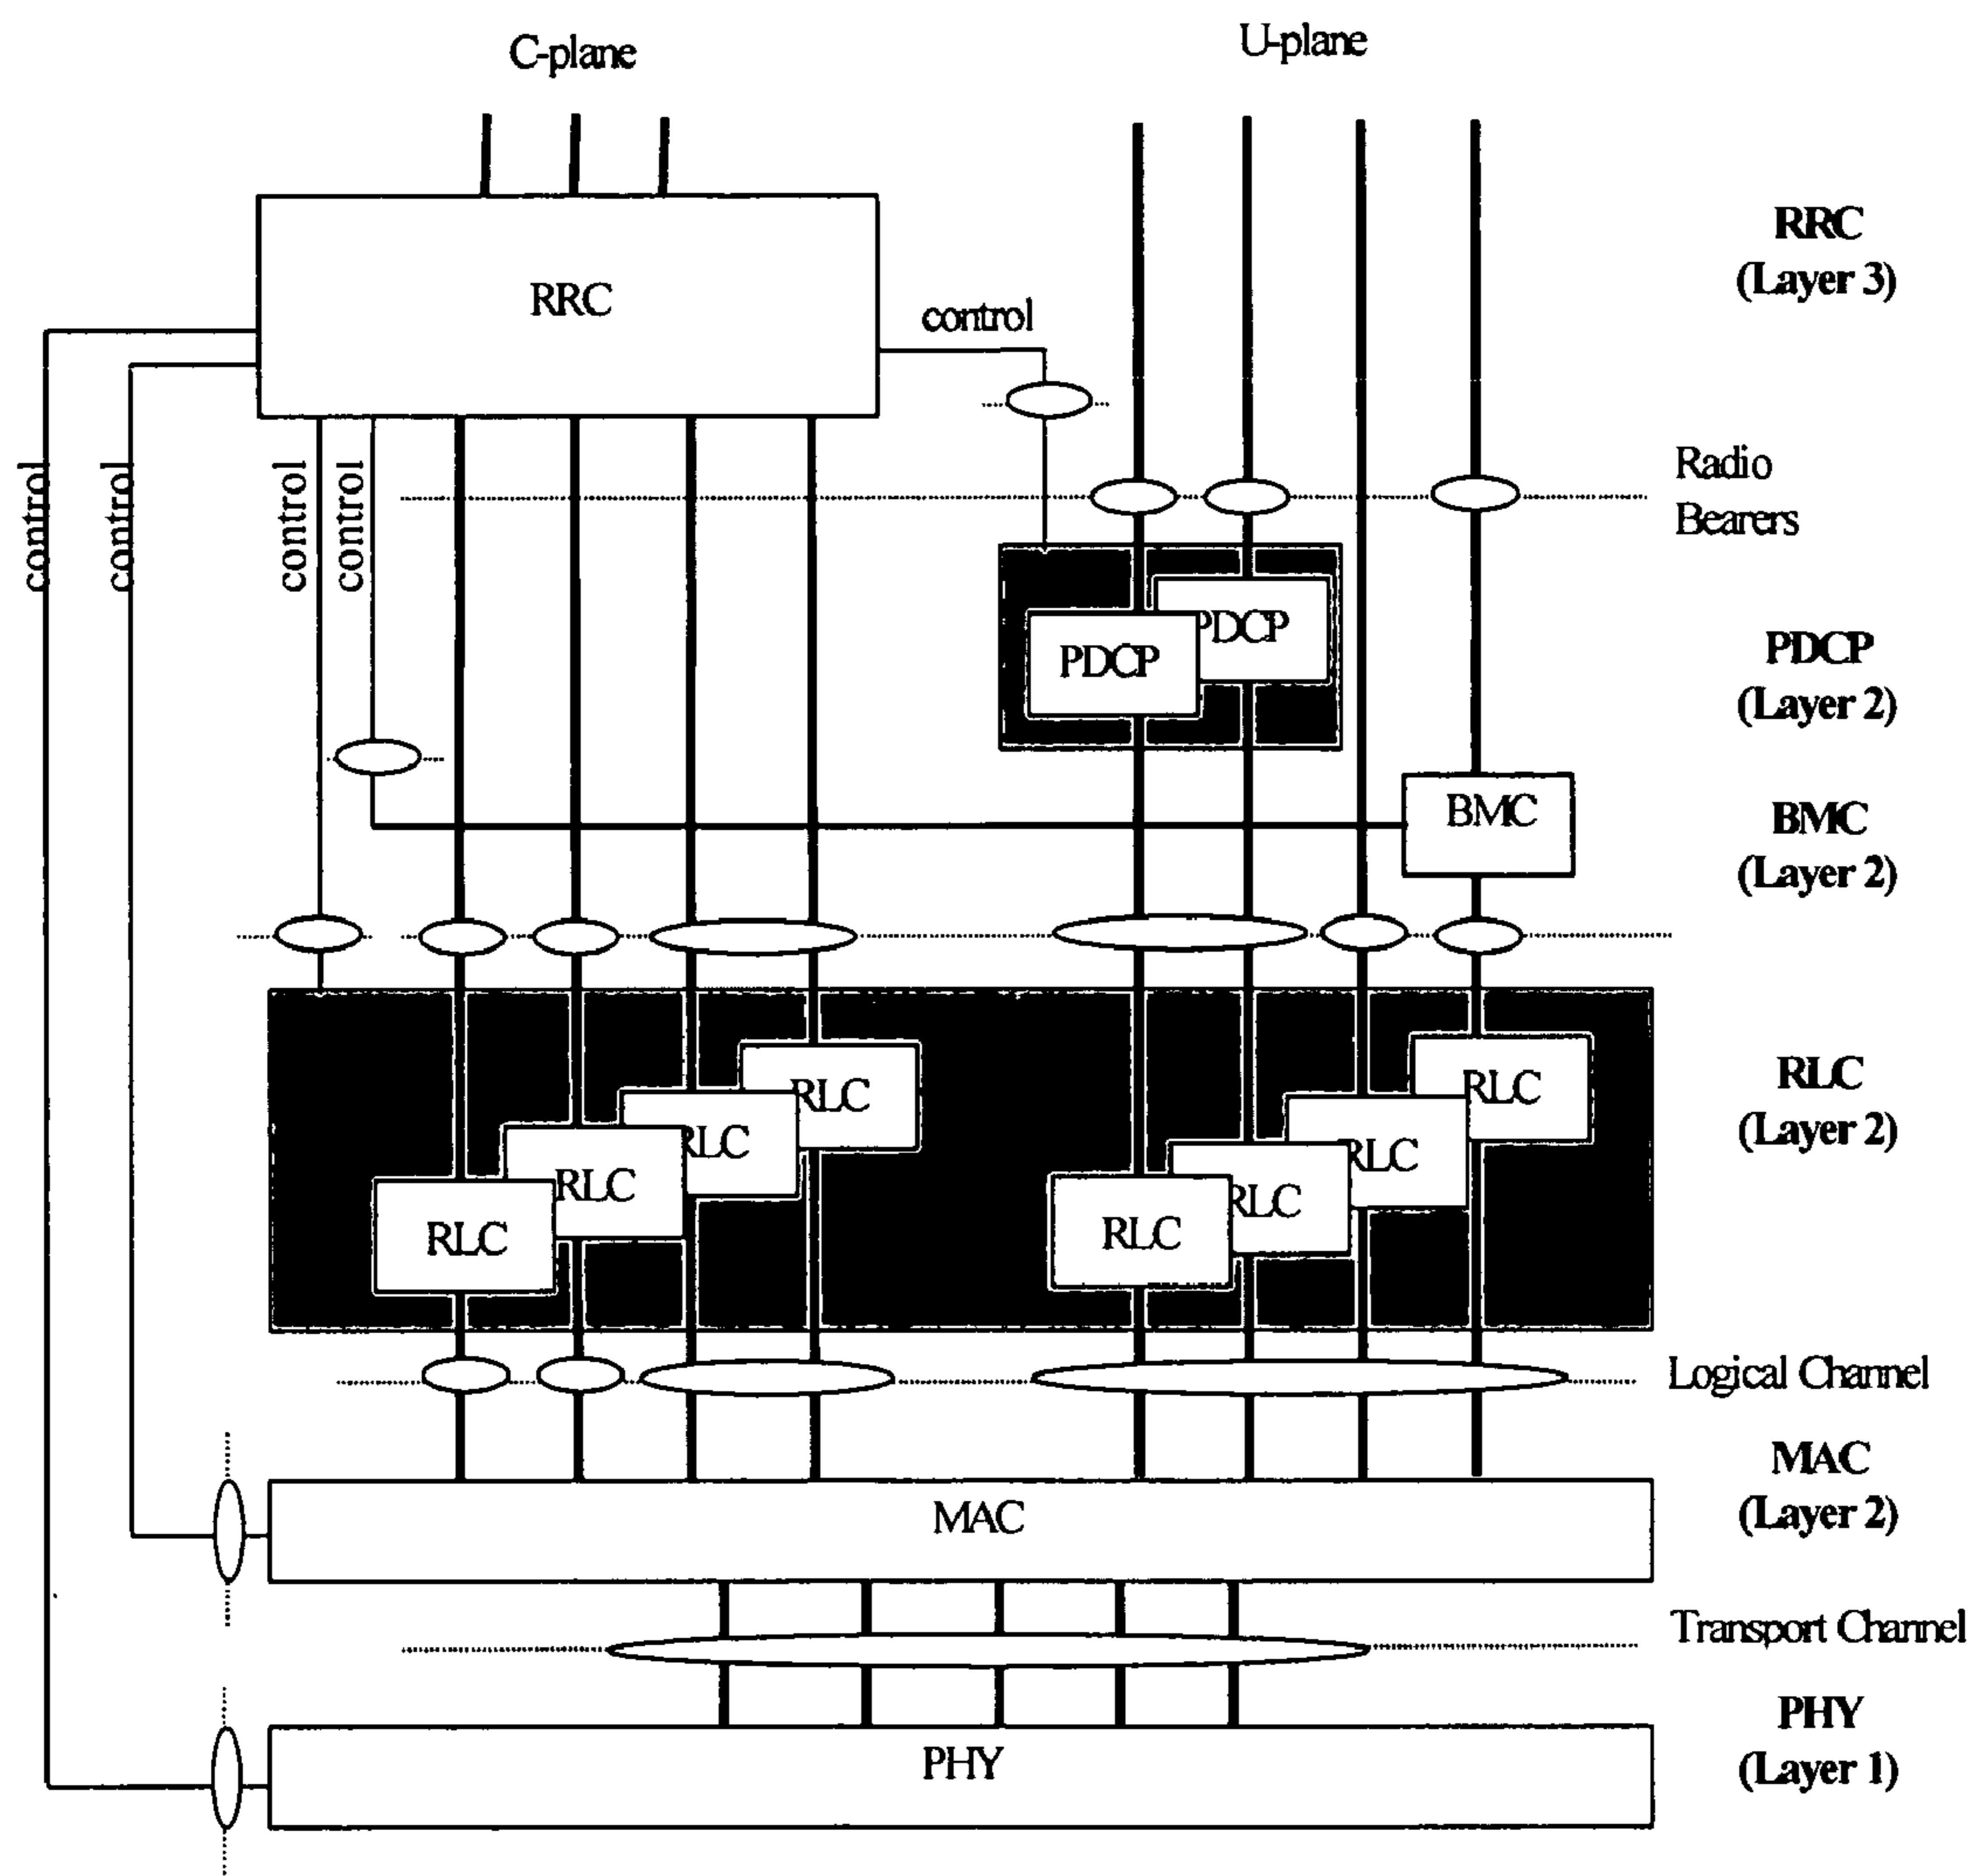 C-plane
U-plane
RRC
RRC
(Layer 3)
control
control
control
control
control
Radio
Bearers
PDCP
PDCP
PDCP
(Layer 2)
BMC
BMC
(Layer 2)
RLC
RLC
RLC
RLC
RLC
RLC
RLC
RLC
RLC
(Layer 2)
Logical Channel
MAC
MAC
(Layer 2)
Transport Channel
PHY
PHY
(Layer 1)